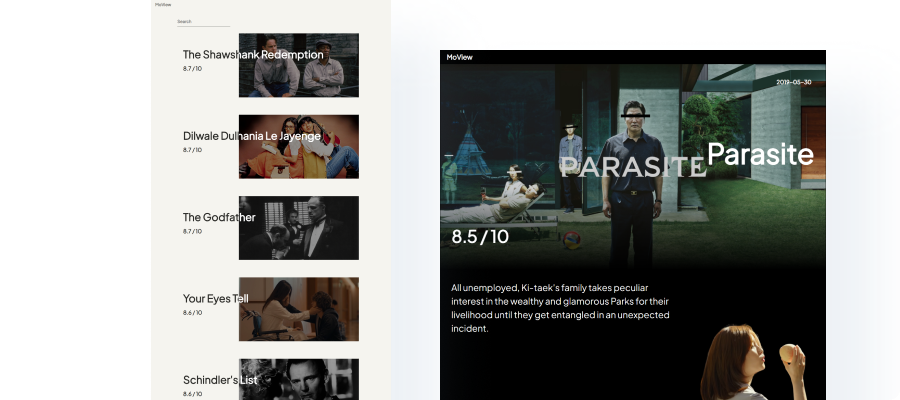 MoView
Search
The Shawshank Redemption
8.7 / 10
Dilwale Dulhania Le Jayenge
8.7 / 10
The Godfather
8.7 / 10
Your Eyes Tell
8.6 / 10
Schindler's List
8.6 / 10
MoView
2019-05-30
PARASITE
Parasite
8.5 / 10
All unemployed, Ki-taek's family takes peculiar
interest in the wealthy and glamorous Parks for their
livelihood until they get entangled in an unexpected
incident.